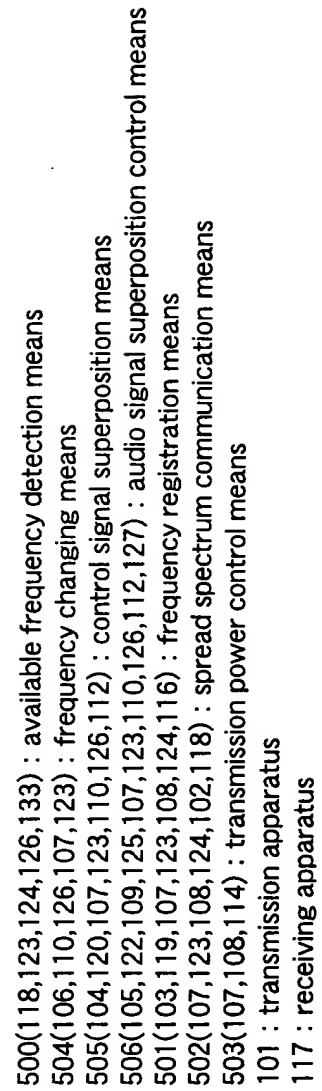 500(118,123,124,126,133) : available frequency detection means
504(106,110,126,107,123) : frequency changing means
505(104,120,107,123,110,126,112) : control signal superposition means
506(105,122,109,125,107,123,110,126,112,127) : audio signal superposition control means
501(103,119,107,123,108,124,116) : frequency registration means
502(107,123,108,124,102,118) : spread spectrum communication means
503(107,108,114) : transmission power control means
101 : transmission apparatus
117 : receiving apparatus